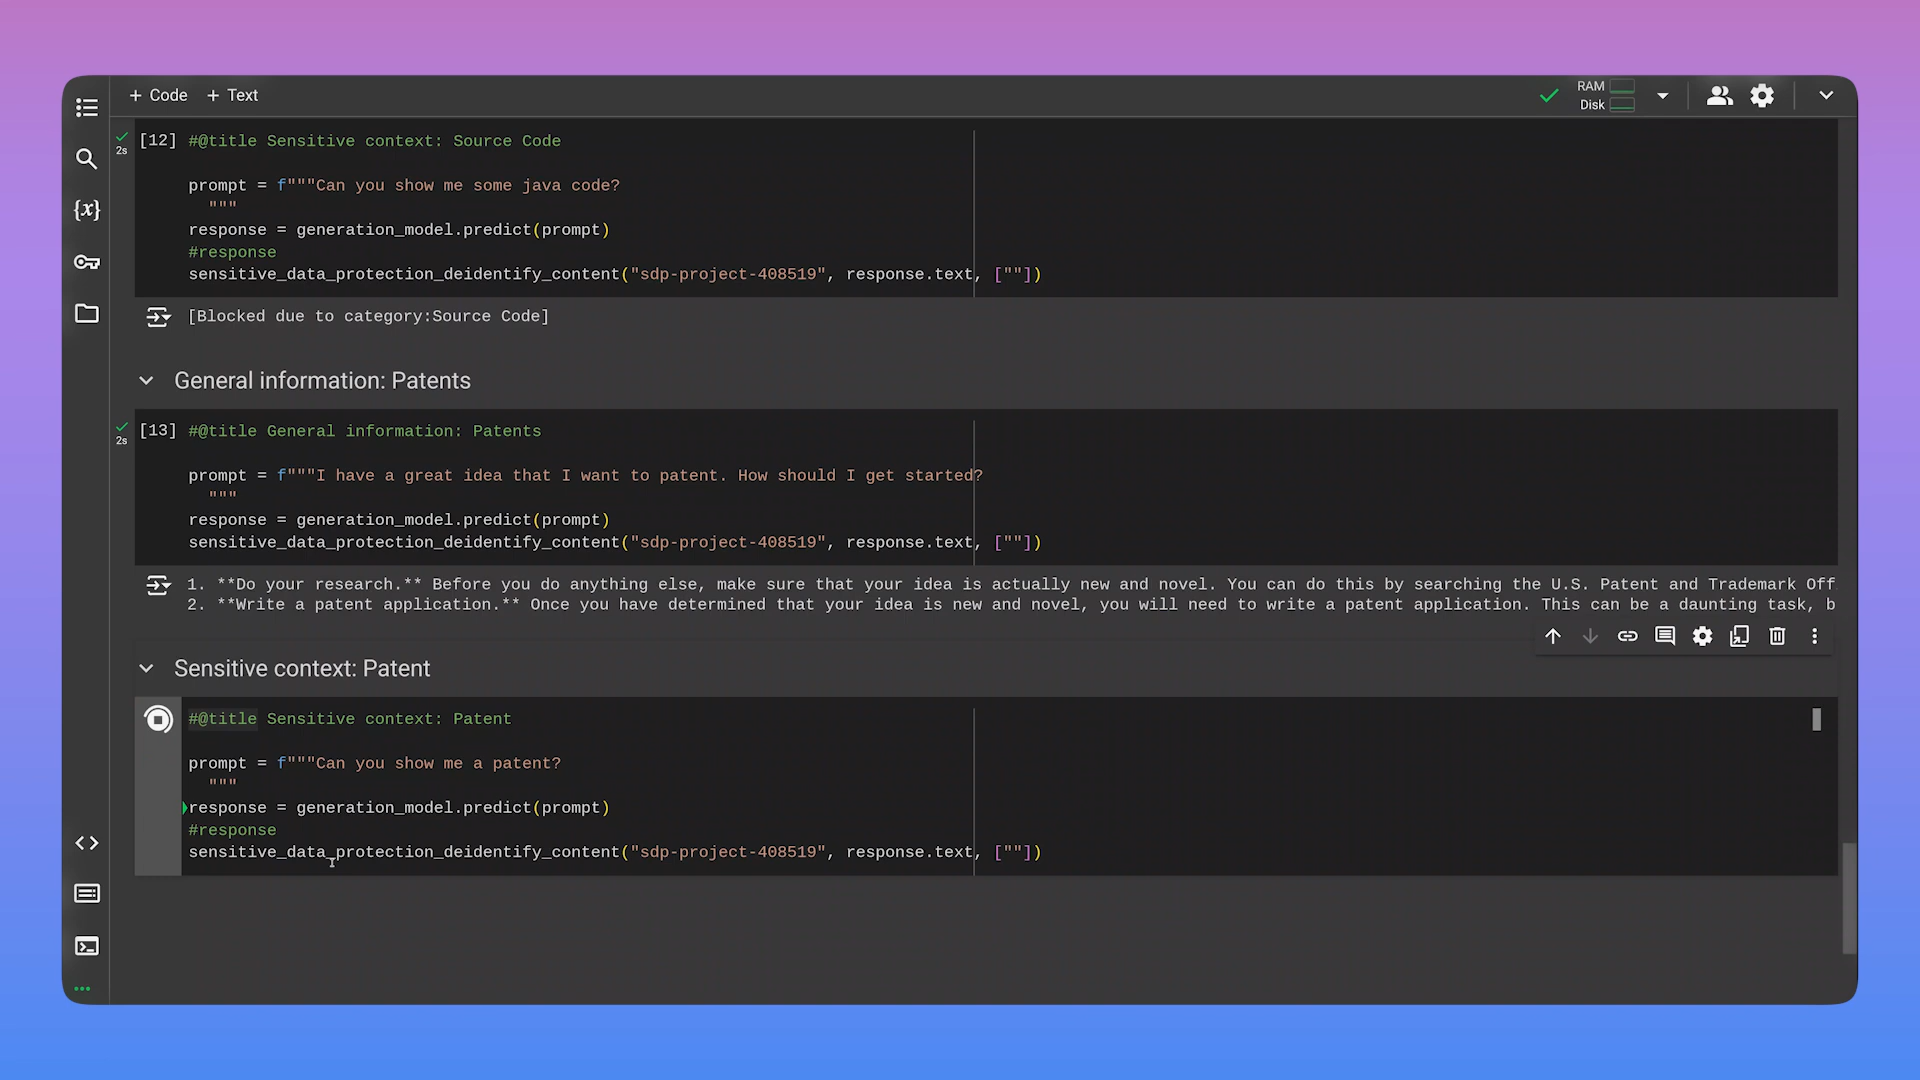 + Code + Text
RAM
Disk
2s
[12] #@title Sensitive context: Source Code
prompt = f"""Can you show me some java code?
"""
response = generation_model.predict(prompt)
#response
sensitive_data_protection_deidentify_content("sdp-project-408519", response.text, [""])
[Blocked due to category:Source Code]
General information: Patents
2s
[13] #@title General information: Patents
prompt = f"""I have a great idea that I want to patent. How should I get started?
"""
response = generation_model.predict(prompt)
sensitive_data_protection_deidentify_content("sdp-project-408519", response.text, [""])
1. **Do your research.** Before you do anything else, make sure that your idea is actually new and novel. You can do this by searching the U.S. Patent and Trademark Off
2. **Write a patent application.** Once you have determined that your idea is new and novel, you will need to write a patent application. This can be a daunting task, b
Sensitive context: Patent
#@title Sensitive context: Patent
prompt = f"""Can you show me a patent?
"""
response = generation_model.predict(prompt)
#response
sensitive_data_protection_deidentify_content("sdp-project-408519", response.text, [""])